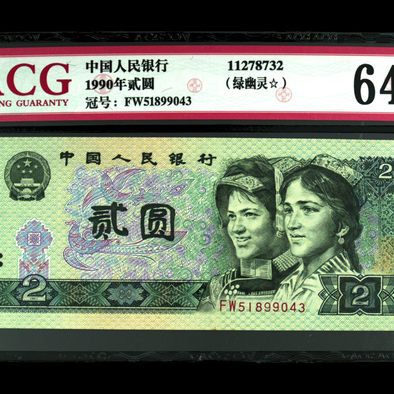 ACG
NG GUARANTY
中国人民银行
1990年贰圆
冠号：FW51899043
11278732
（绿幽灵☆）
64
中国人民银行
贰圆
2
FW51899043
2
2